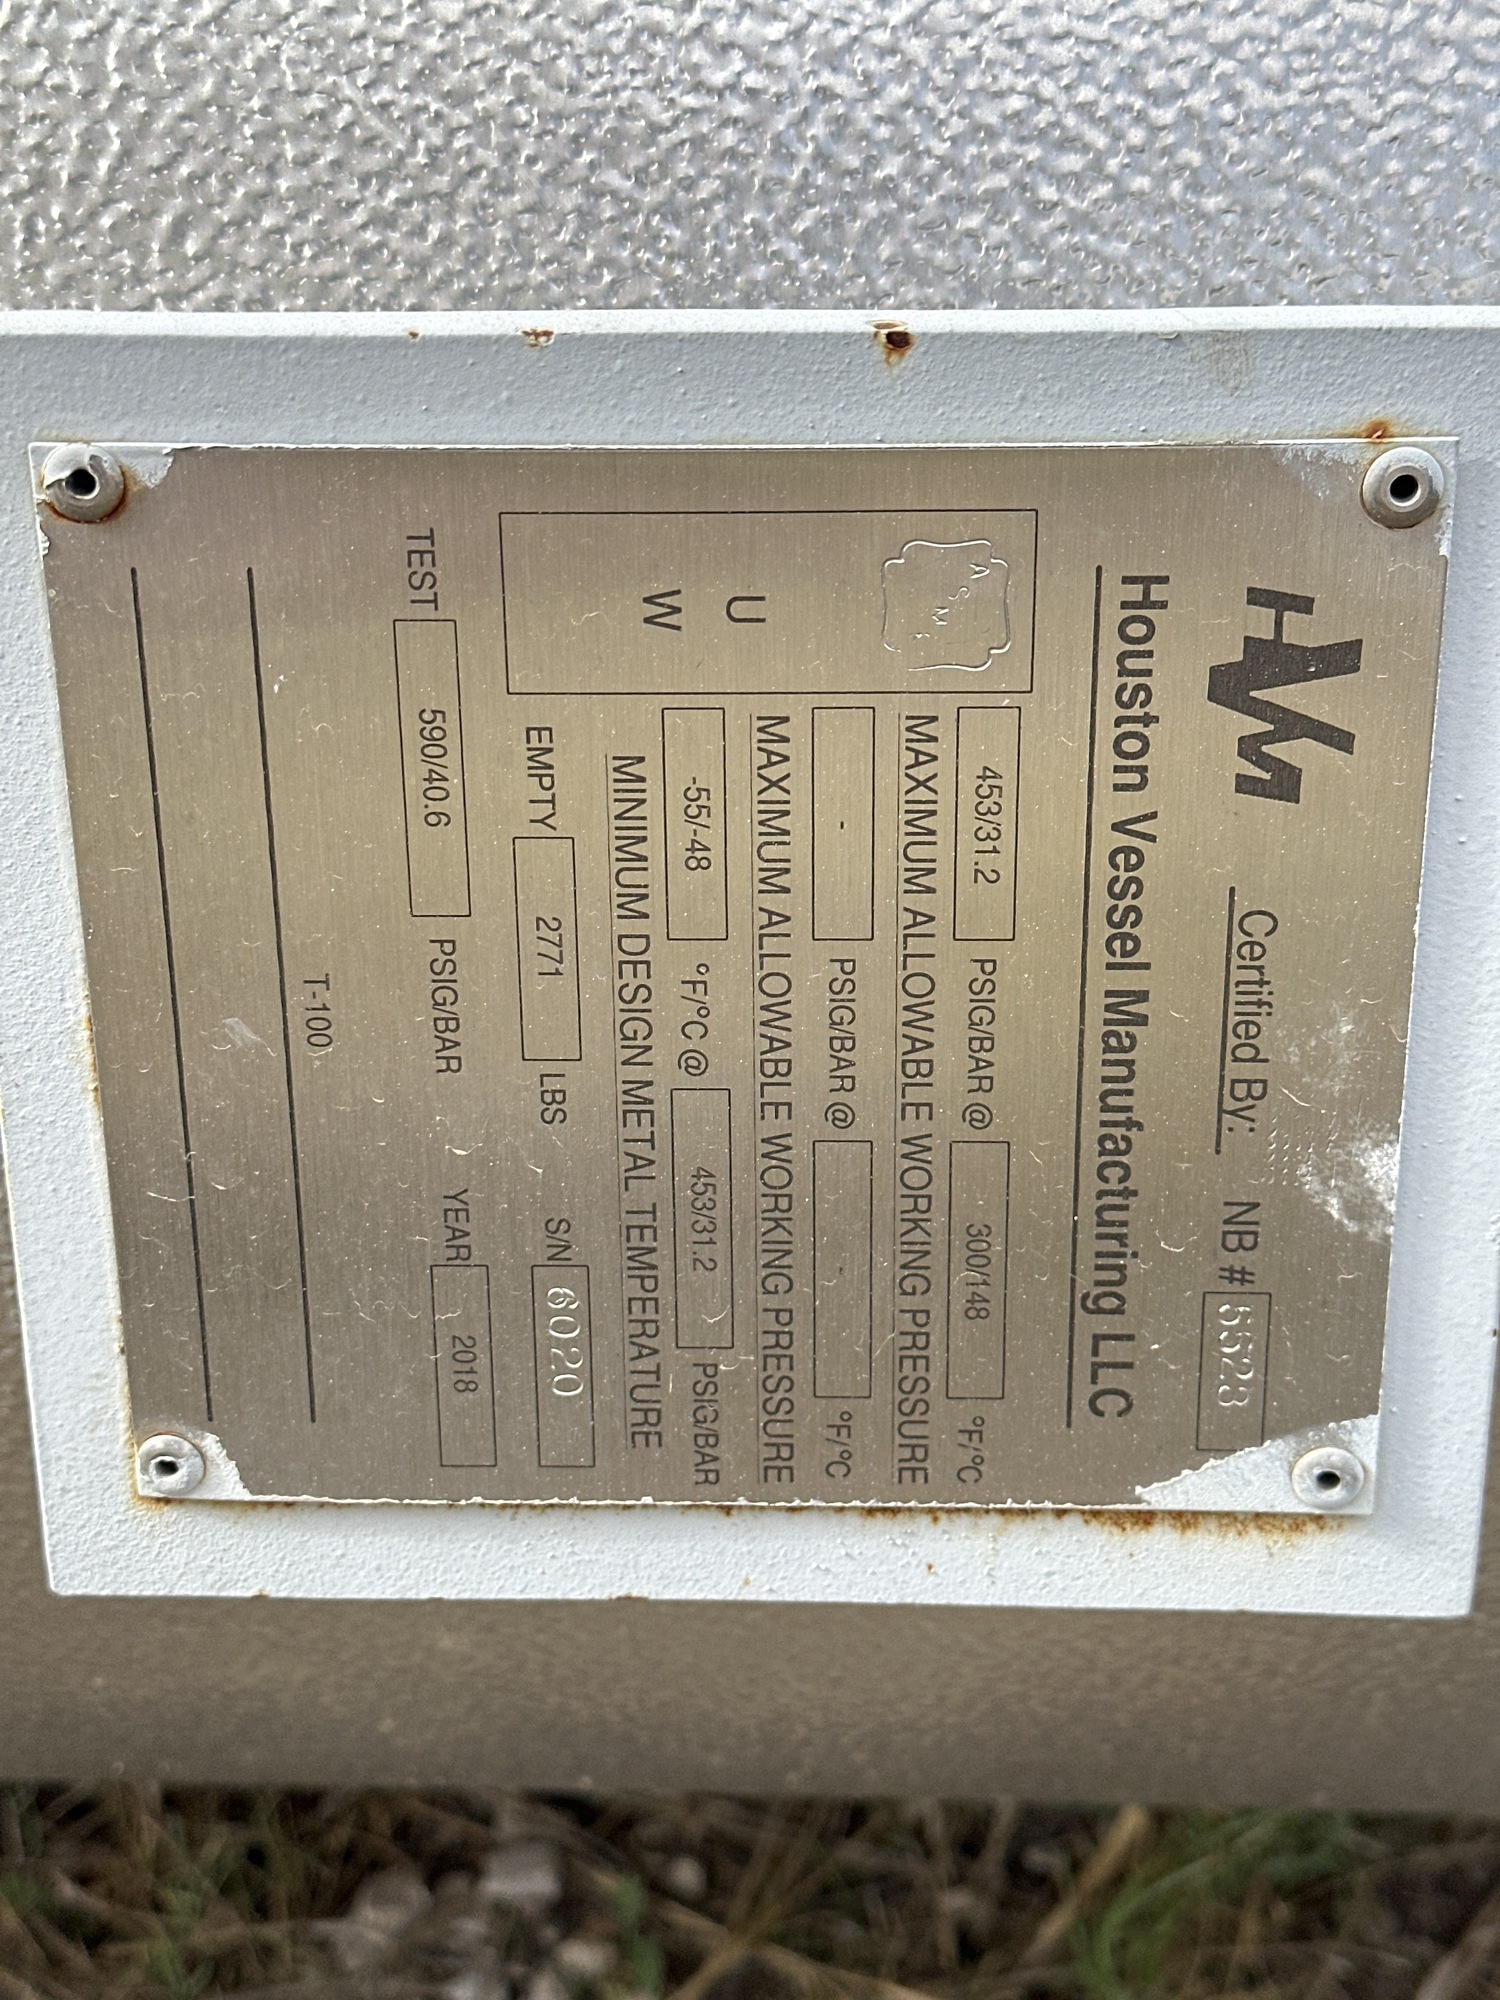 HVM
Certified By:
NB # 5523
Houston Vessel Manufacturing LLC
ASME
U
W
453/31.2 PSIG/BAR @ 300/148 °F/°C
MAXIMUM ALLOWABLE WORKING PRESSURE
- PSIG/BAR @ - °F/°C
MAXIMUM ALLOWABLE WORKING PRESSURE
-55/-48 °F/°C @ 453/31.2 PSIG/BAR
MINIMUM DESIGN METAL TEMPERATURE
EMPTY 2771 LBS S/N 6020
TEST 590/40.6 PSIG/BAR YEAR 2018
T-100